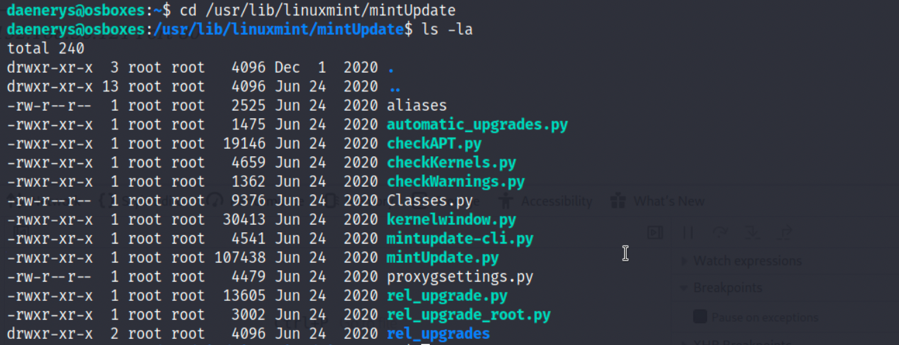 daenerys@osboxes:~$ cd /usr/lib/linuxmint/mintUpdate
daenerys@osboxes:/usr/lib/linuxmint/mintUpdate$ ls -la
total 240
drwxr-xr-x  3 root root   4096 Dec  1  2020 .
drwxr-xr-x 13 root root   4096 Jun 24  2020 ..
-rw-r--r--  1 root root   2525 Jun 24  2020 aliases
-rwxr-xr-x  1 root root   1475 Jun 24  2020 automatic_upgrades.py
-rwxr-xr-x  1 root root  19146 Jun 24  2020 checkAPT.py
-rwxr-xr-x  1 root root   4659 Jun 24  2020 checkKernels.py
-rwxr-xr-x  1 root root   1362 Jun 24  2020 checkWarnings.py
-rw-r--r--  1 root root   9376 Jun 24  2020 Classes.py
-rwxr-xr-x  1 root root  30413 Jun 24  2020 kernelwindow.py
-rwxr-xr-x  1 root root   4541 Jun 24  2020 mintupdate-cli.py
-rwxr-xr-x  1 root root 107438 Jun 24  2020 mintUpdate.py
-rw-r--r--  1 root root   4479 Jun 24  2020 proxygsettings.py
-rwxr-xr-x  1 root root  13605 Jun 24  2020 rel_upgrade.py
-rwxr-xr-x  1 root root   3002 Jun 24  2020 rel_upgrade_root.py
drwxr-xr-x  2 root root   4096 Jun 24  2020 rel_upgrades
Accessibility
What's New
Watch expressions
Breakpoints
Pause on exceptions